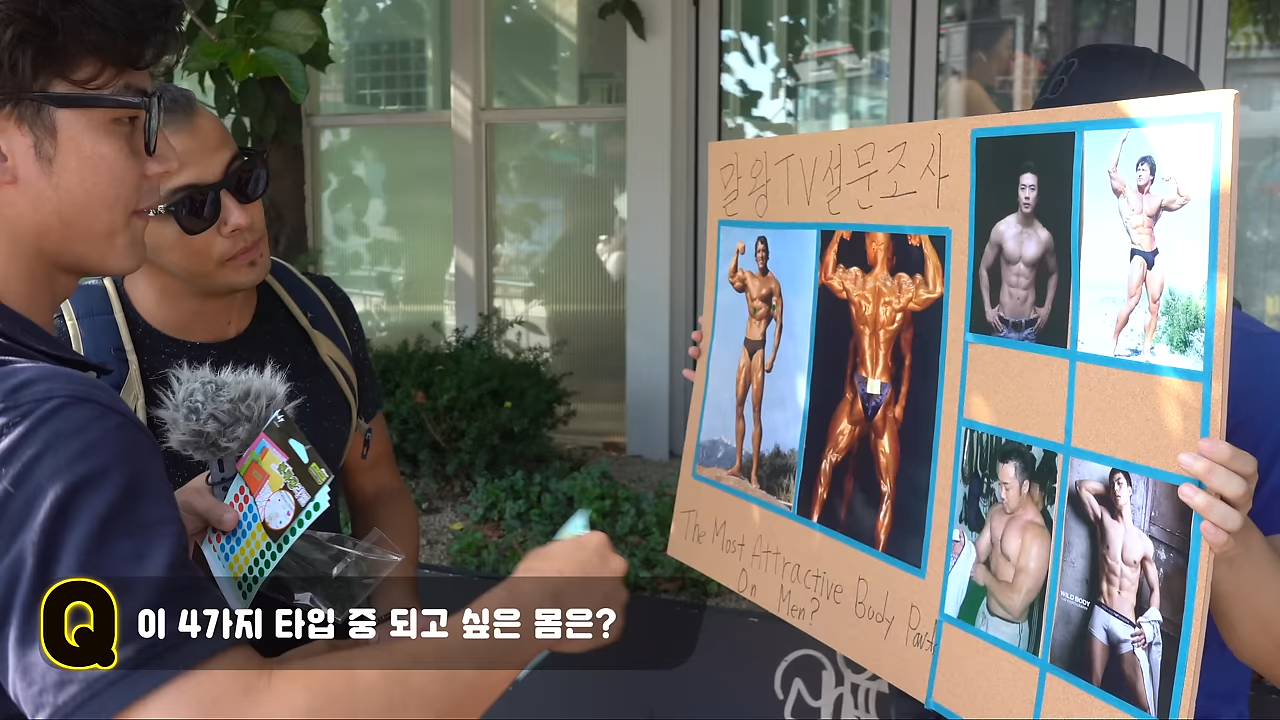 말왕TV설문조사
The Most Attractive Body Parts
On Men?
WILD BODY
B
Q 이 4가지 타입 중 되고 싶은 몸은?